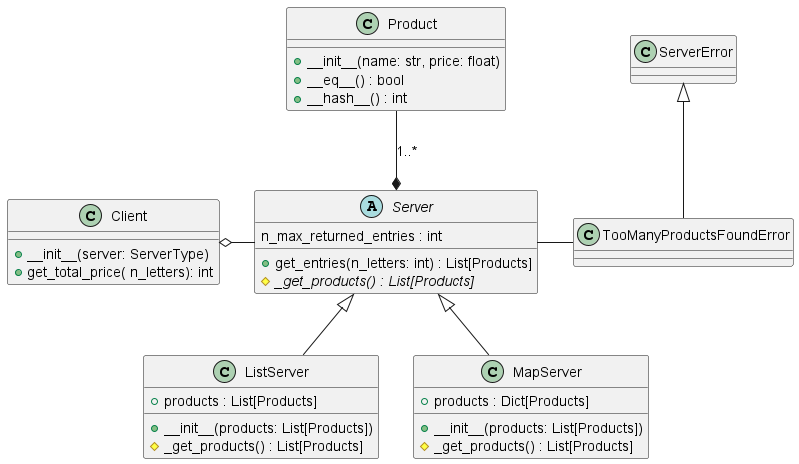 C Product
__init__(name: str, price: float)
__eq__() : bool
__hash__() : int
C ServerError
1..*
C Client
__init__(server: ServerType)
get_total_price( n_letters): int
A Server
n_max_returned_entries : int
get_entries(n_letters: int) : List[Products]
_get_products() : List[Products]
C TooManyProductsFoundError
C ListServer
products : List[Products]
__init__(products: List[Products])
_get_products() : List[Products]
C MapServer
products : Dict[Products]
__init__(products: List[Products])
_get_products() : List[Products]